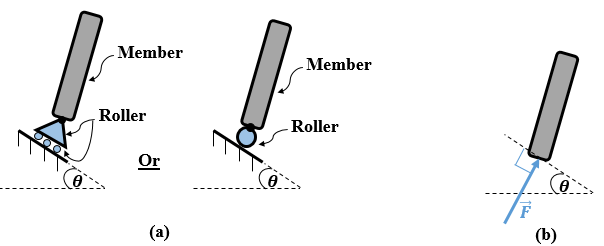 Member
Roller
θ
Or
Member
Roller
θ
(a)
θ
F⃗
(b)